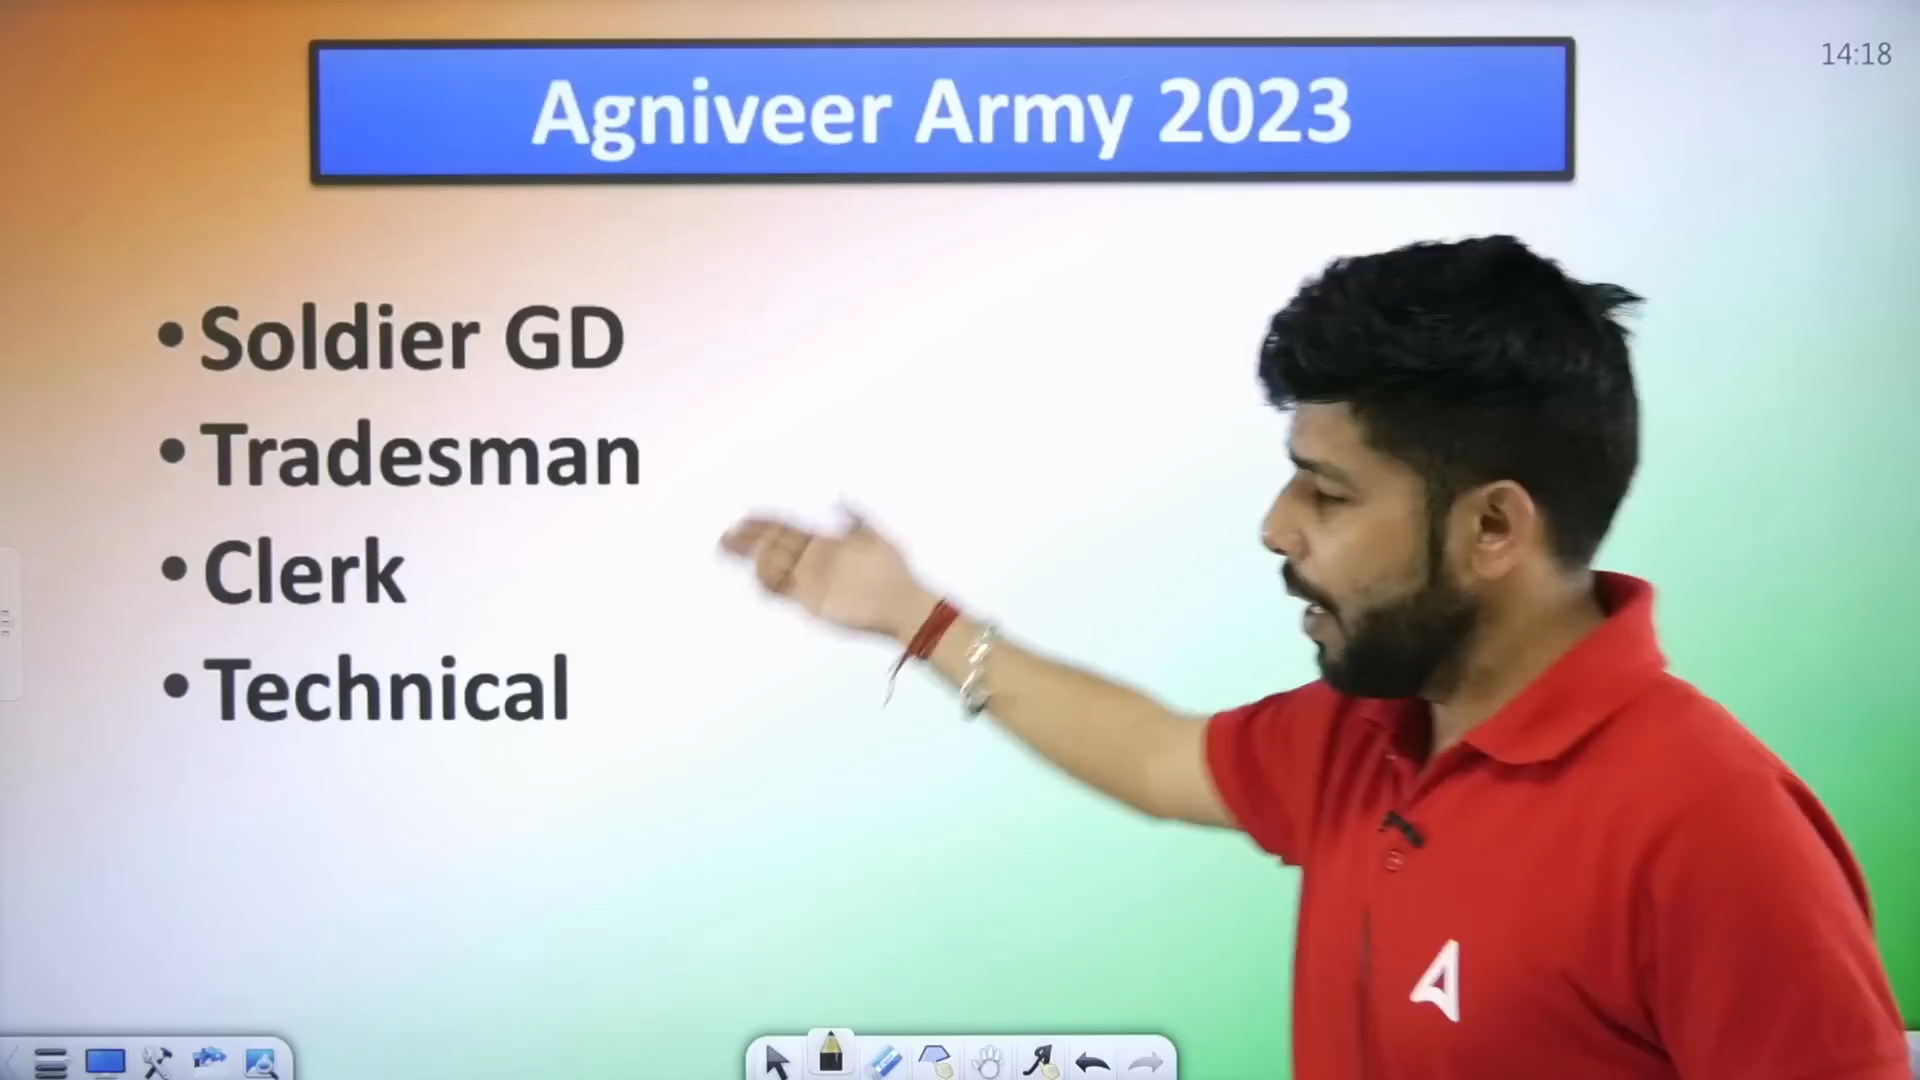 Agniveer Army 2023
14:18
• Soldier GD
• Tradesman
• Clerk
• Technical